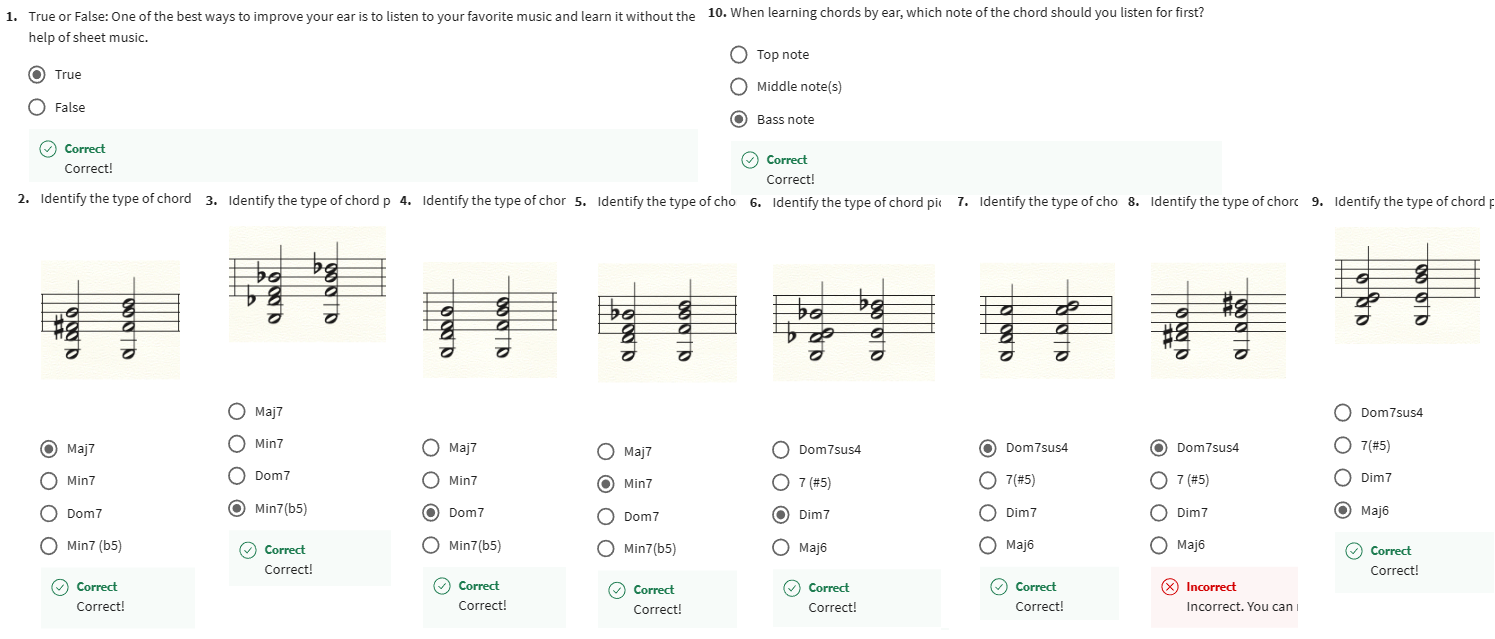 1. True or False: One of the best ways to improve your ear is to listen to your favorite music and learn it without the
help of sheet music.
True
False
Correct
Correct!
10. When learning chords by ear, which note of the chord should you listen for first?
Top note
Middle note(s)
Bass note
Correct
Correct!
2. Identify the type of chord
Maj7
Min7
Dom7
Min7 (b5)
Correct
Correct!
3. Identify the type of chord p
Maj7
Min7
Dom7
Min7(b5)
Correct
Correct!
4. Identify the type of chor
Maj7
Min7
Dom7
Min7(b5)
Correct
Correct!
5. Identify the type of cho
Maj7
Min7
Dom7
Min7(b5)
Correct
Correct!
6. Identify the type of chord pic
Dom7sus4
7 (#5)
Dim7
Maj6
Correct
Correct!
7. Identify the type of cho
Dom7sus4
7(#5)
Dim7
Maj6
Correct
Correct!
8. Identify the type of chord
Dom7sus4
7 (#5)
Dim7
Maj6
Incorrect
Incorrect. You can
9. Identify the type of chord p
Dom7sus4
7(#5)
Dim7
Maj6
Correct
Correct!